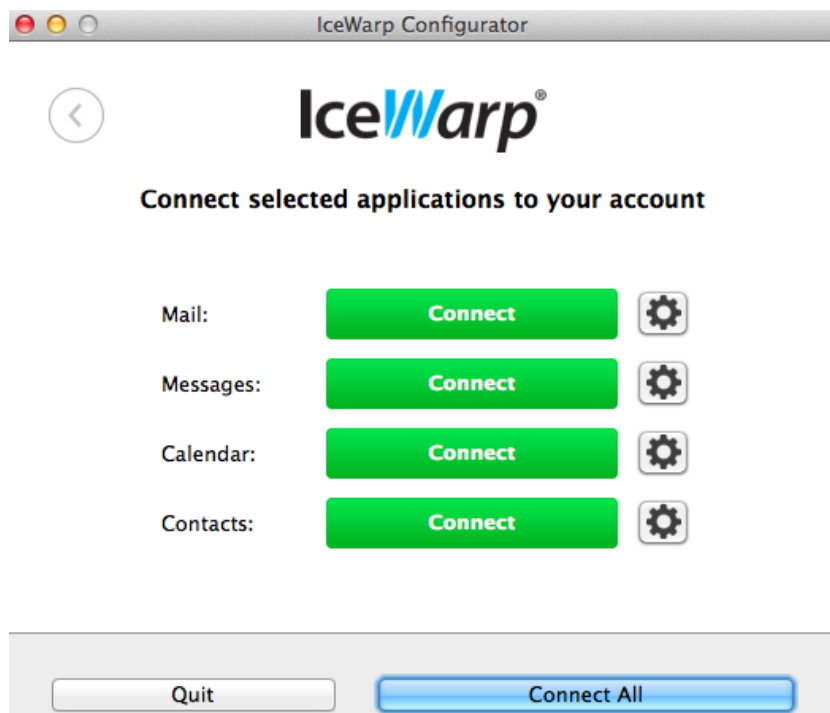 IceWarp Configurator
IceWarp®
Connect selected applications to your account
Mail: Connect
Messages: Connect
Calendar: Connect
Contacts: Connect
Quit Connect All